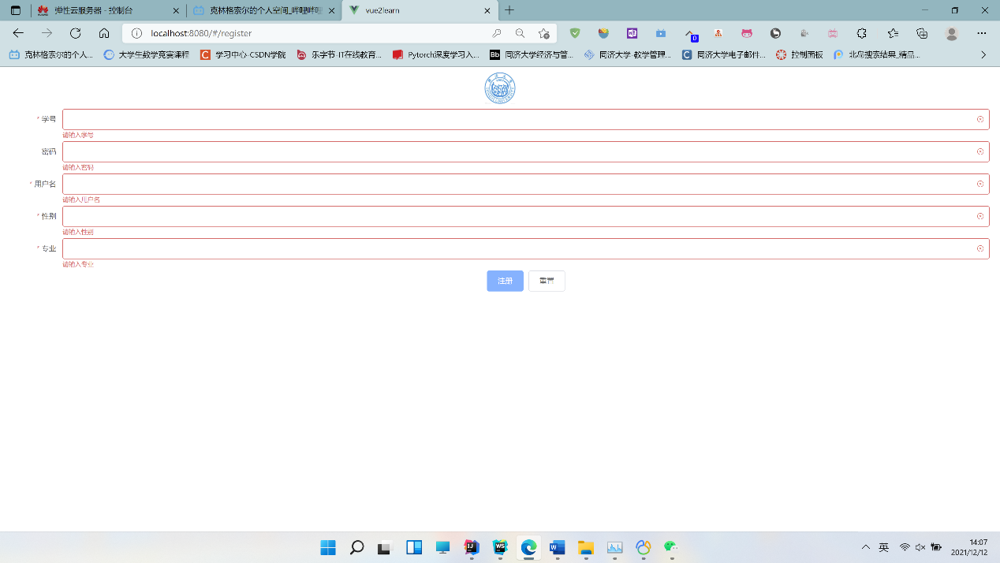 弹性云服务器 - 控制台
克林格索尔的个人空间_哔哩哔哩
vue2learn
localhost:8080/#/register
0
克林格索尔的个人...
大学生数学竞赛课程
学习中心-CSDN学院
乐字节-IT在线教育...
Pytorch深度学习入...
Bb 同济大学经济与管...
同济大学-教学管理...
同济大学电子邮件...
控制面板
搜索结果_精品...
* 学号
请输入学号
密码
请输入密码
* 用户名
请输入用户名
* 性别
请输入性别
* 专业
请输入专业
注册
重置
英
14:07
2021/12/12